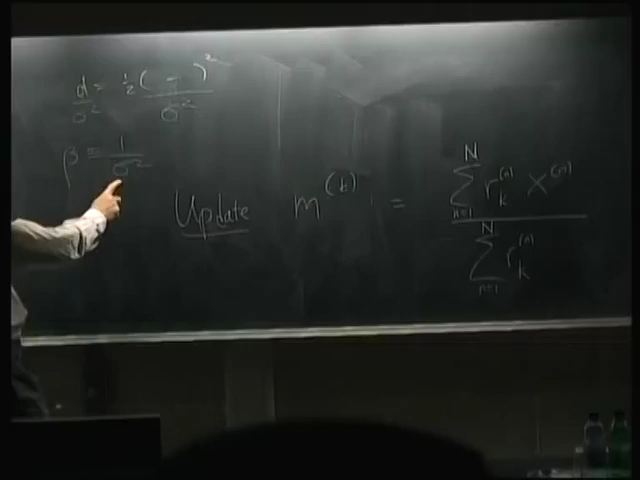 d/σ² = ½ ( - )²/σ²
β = 1/σ²
Update m^(k) = Σ_{n=1}^{N} r_k^(n) x^(n) / Σ_{n=1}^{N} r_k^(n)